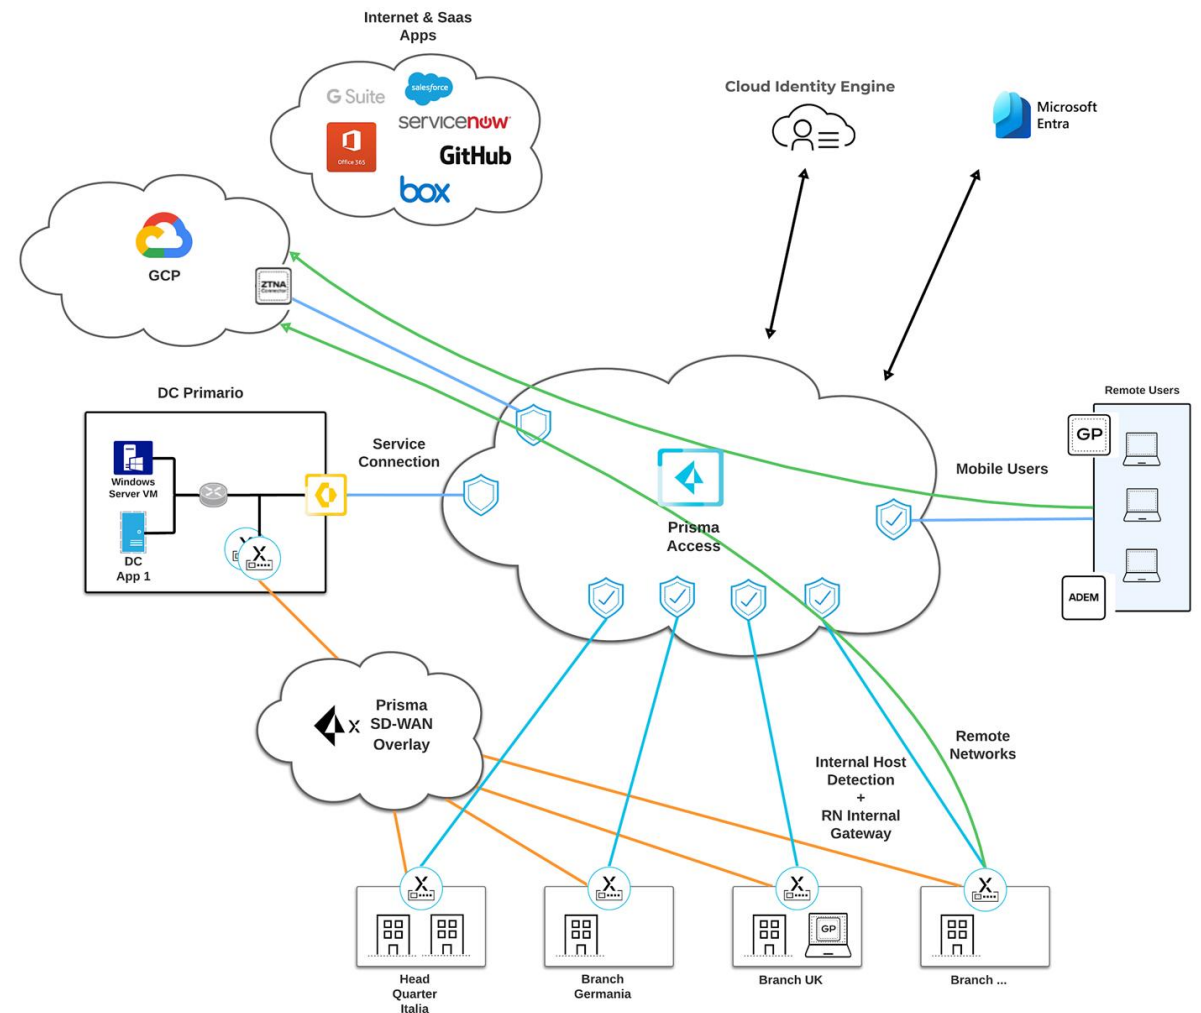 Internet & Saas
Apps
G Suite
salesforce
servicenow
Office 365
GitHub
box
Cloud Identity Engine
Microsoft
Entra
GCP
ZTNA
Connector
DC Primario
Remote Users
GP
Service
Connection
Mobile Users
Windows
Server VM
Prisma
Access
DC
App 1
X
X
ADEM
Prisma
SD-WAN
Overlay
X
Remote
Networks
Internal Host
Detection
+
RN Internal
Gateway
X
X
X
X
GP
Head
Quarter
Italia
Branch
Germania
Branch UK
Branch ...